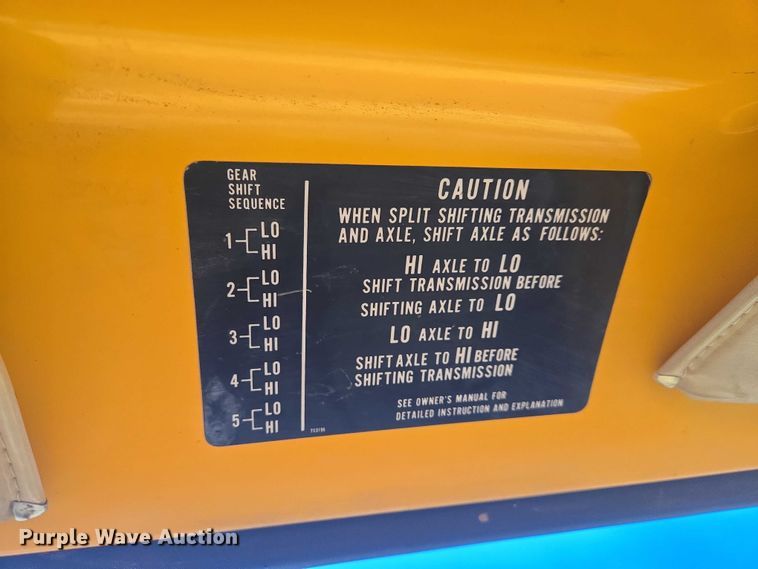 GEAR
SHIFT
SEQUENCE
1 LO
HI
2 LO
HI
3 LO
HI
4 LO
HI
5 LO
HI
CAUTION
WHEN SPLIT SHIFTING TRANSMISSION
AND AXLE, SHIFT AXLE AS FOLLOWS:
HI AXLE TO LO
SHIFT TRANSMISSION BEFORE
SHIFTING AXLE TO LO
LO AXLE TO HI
SHIFT AXLE TO HI BEFORE
SHIFTING TRANSMISSION
SEE OWNER'S MANUAL FOR
DETAILED INSTRUCTION AND EXPLANATION
Purple Wave Auction